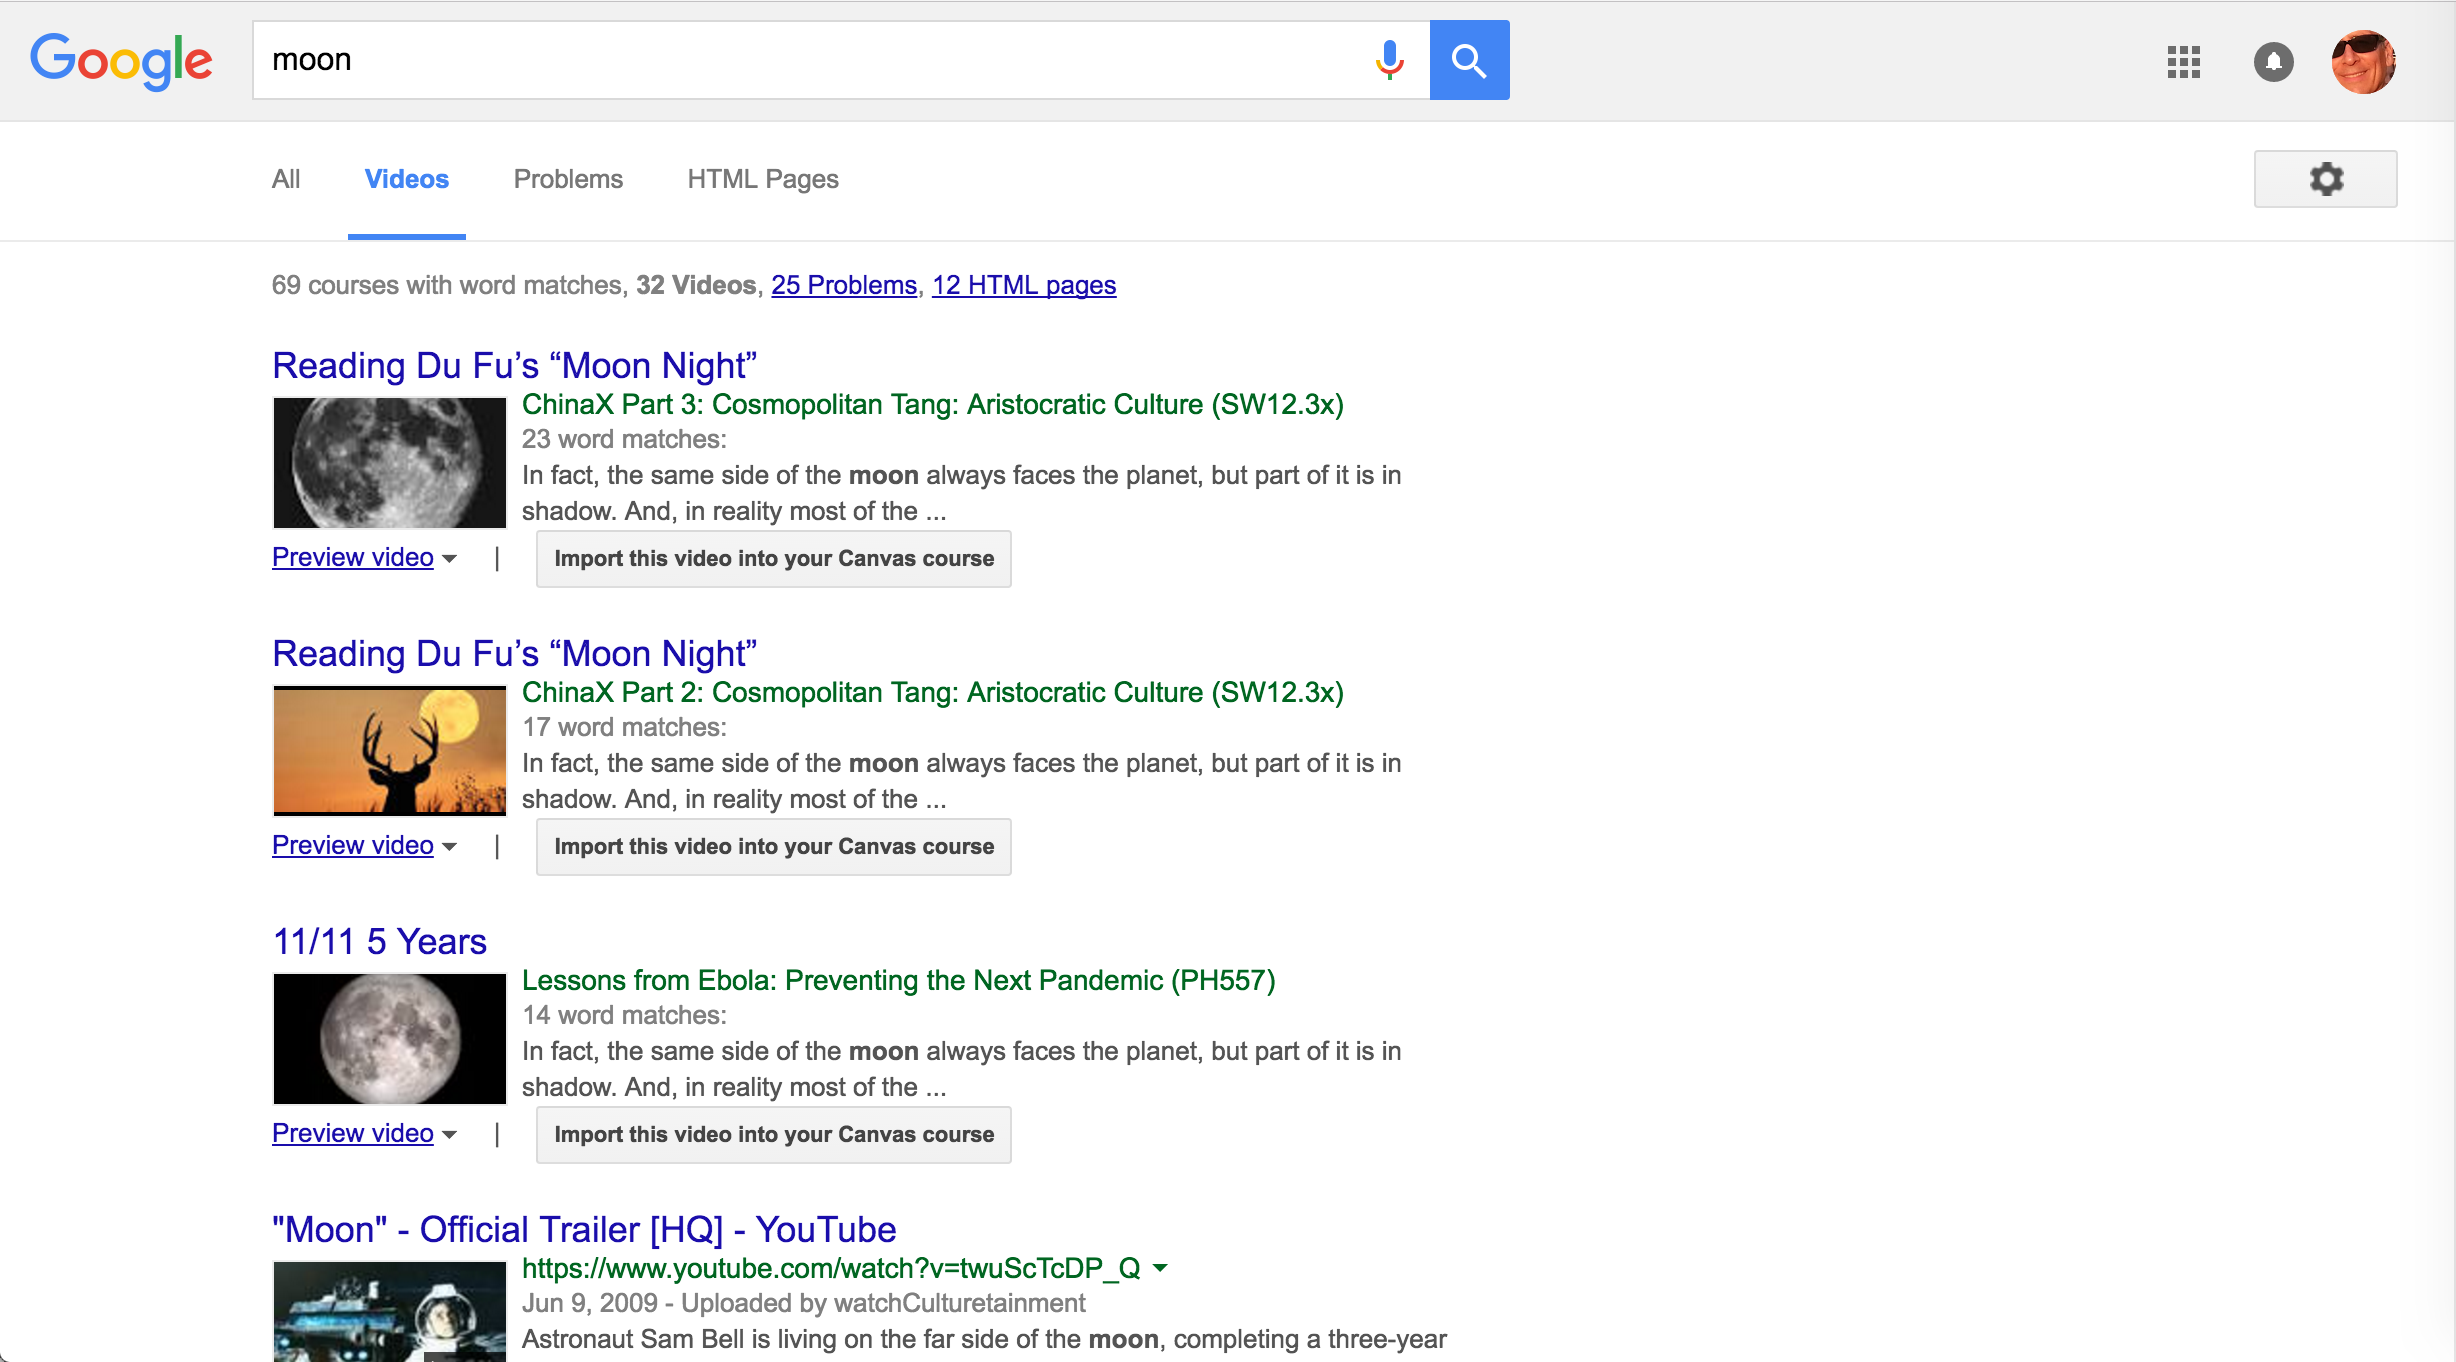 Google
moon
All Videos Problems HTML Pages
69 courses with word matches, 32 Videos, 25 Problems, 12 HTML pages
Reading Du Fu’s “Moon Night”
ChinaX Part 3: Cosmopolitan Tang: Aristocratic Culture (SW12.3x)
23 word matches:
In fact, the same side of the moon always faces the planet, but part of it is in
shadow. And, in reality most of the ...
Preview video | Import this video into your Canvas course
Reading Du Fu’s “Moon Night”
ChinaX Part 2: Cosmopolitan Tang: Aristocratic Culture (SW12.3x)
17 word matches:
In fact, the same side of the moon always faces the planet, but part of it is in
shadow. And, in reality most of the ...
Preview video | Import this video into your Canvas course
11/11 5 Years
Lessons from Ebola: Preventing the Next Pandemic (PH557)
14 word matches:
In fact, the same side of the moon always faces the planet, but part of it is in
shadow. And, in reality most of the ...
Preview video | Import this video into your Canvas course
"Moon" - Official Trailer [HQ] - YouTube
https://www.youtube.com/watch?v=twuScTcDP_Q
Jun 9, 2009 - Uploaded by watchCulturetainment
Astronaut Sam Bell is living on the far side of the moon, completing a three-year